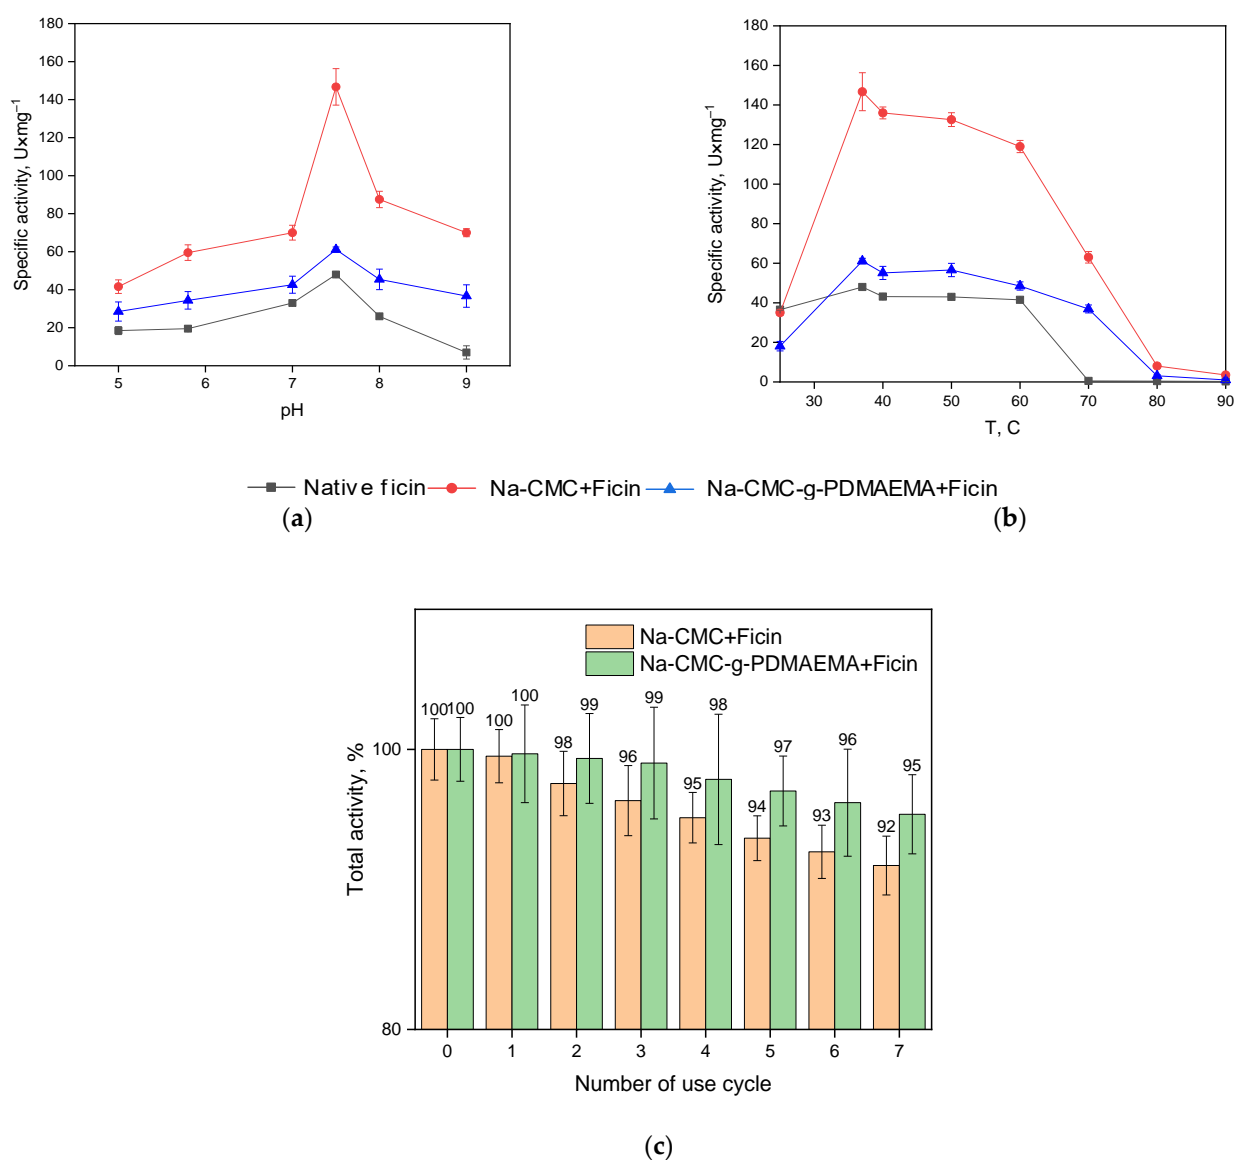 180
160
140
120
100
80
60
40
20
0
Specific activity, U×mg⁻¹
5 6 7 8 9
pH
180
160
140
120
100
80
60
40
20
0
Specific activity, U×mg⁻¹
30 40 50 60 70 80 90
T, C
Native ficin Na-CMC+Ficin Na-CMC-g-PDMAEMA+Ficin
(a) (b)
Na-CMC+Ficin
Na-CMC-g-PDMAEMA+Ficin
100 100 100 100 98 99 96 99 95 98 94 97 93 96 92 95
100
80
Total activity, %
0 1 2 3 4 5 6 7
Number of use cycle
(c)